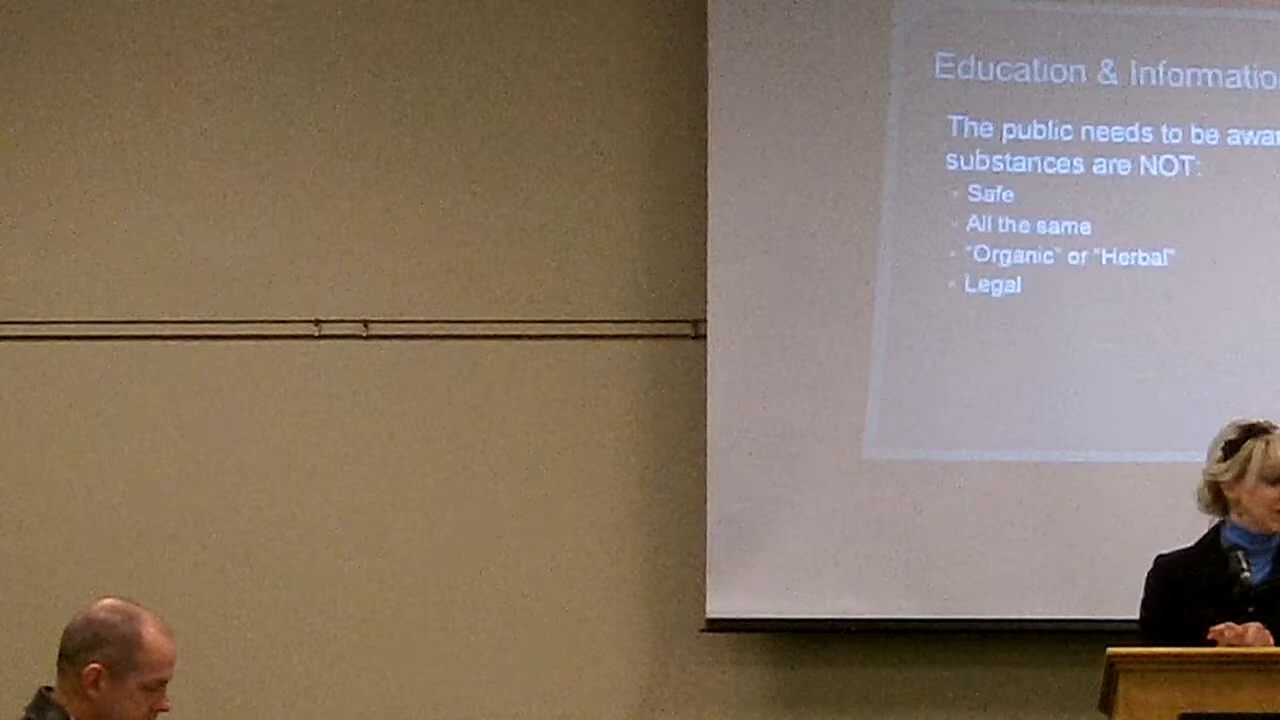 Education & Informatio
The public needs to be awar
substances are NOT:
- Safe
- All the same
- "Organic" or "Herbal"
- Legal